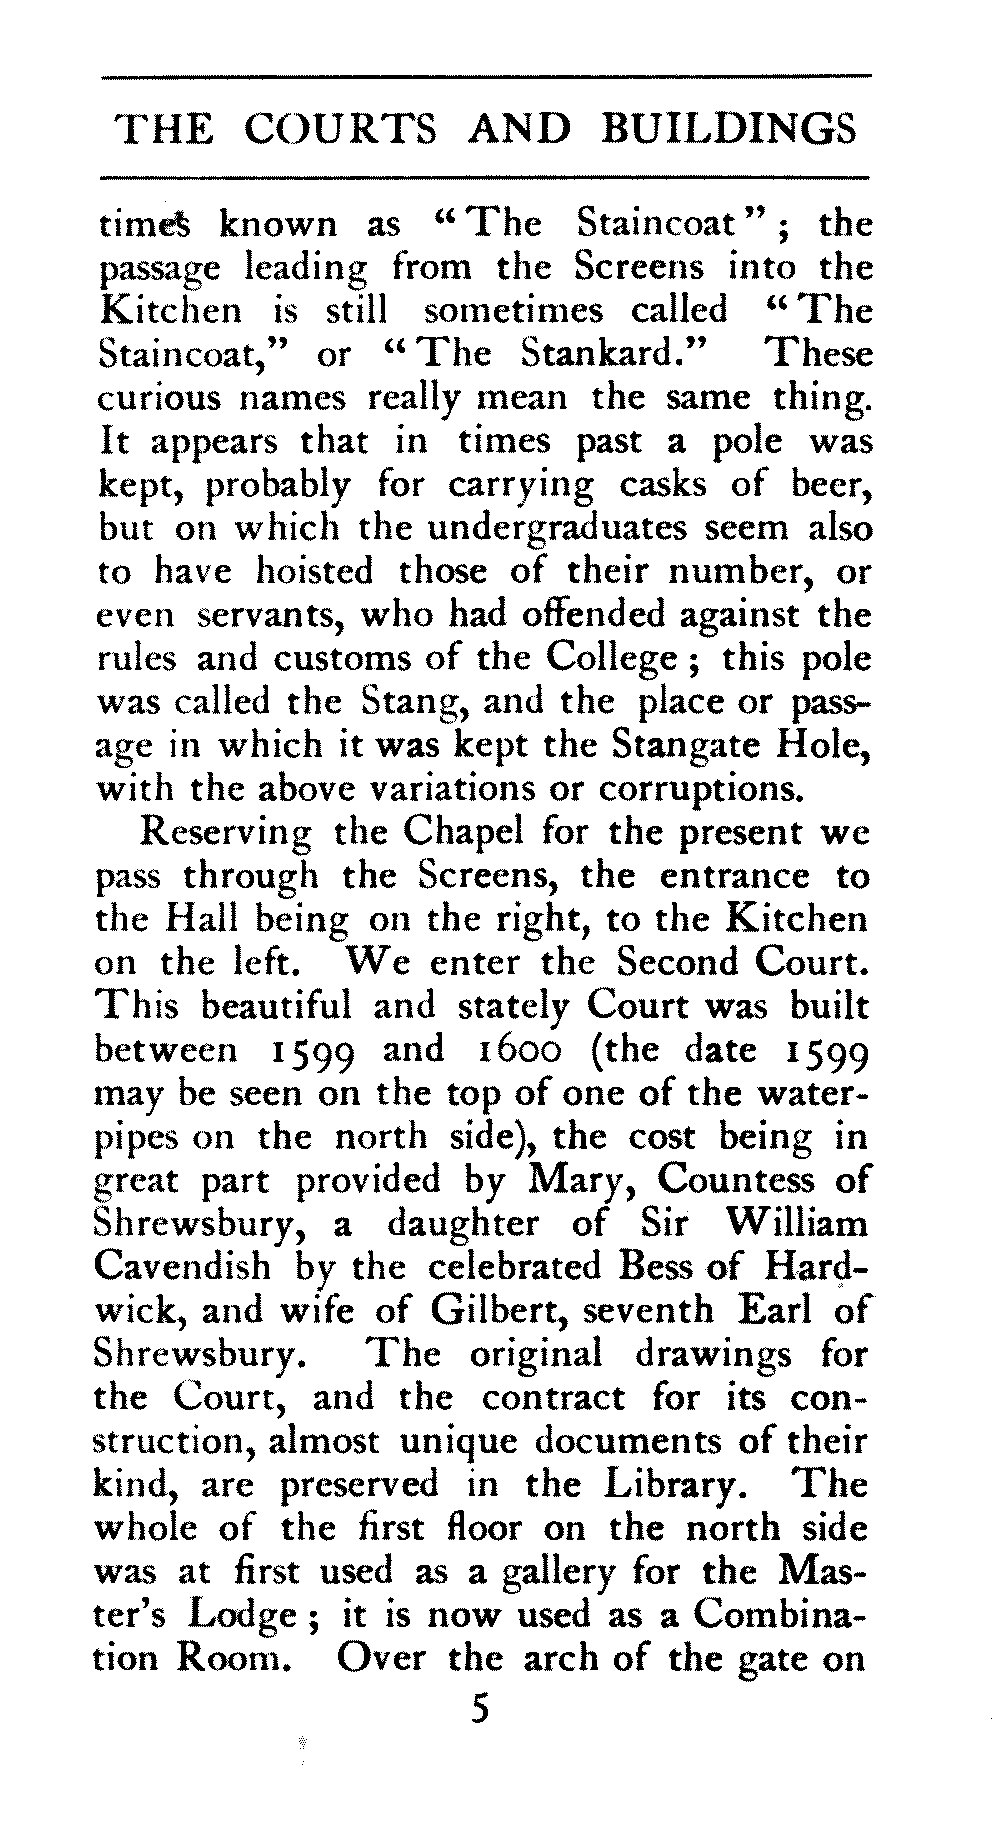 THE COURTS AND BUILDINGS
times known as “The Staincoat”; the
passage leading from the Screens into the
Kitchen is still sometimes called “The
Staincoat,” or “The Stankard.” These
curious names really mean the same thing.
It appears that in times past a pole was
kept, probably for carrying casks of beer,
but on which the undergraduates seem also
to have hoisted those of their number, or
even servants, who had offended against the
rules and customs of the College; this pole
was called the Stang, and the place or pass-
age in which it was kept the Stangate Hole,
with the above variations or corruptions.
Reserving the Chapel for the present we
pass through the Screens, the entrance to
the Hall being on the right, to the Kitchen
on the left. We enter the Second Court.
This beautiful and stately Court was built
between 1599 and 1600 (the date 1599
may be seen on the top of one of the water-
pipes on the north side), the cost being in
great part provided by Mary, Countess of
Shrewsbury, a daughter of Sir William
Cavendish by the celebrated Bess of Hard-
wick, and wife of Gilbert, seventh Earl of
Shrewsbury. The original drawings for
the Court, and the contract for its con-
struction, almost unique documents of their
kind, are preserved in the Library. The
whole of the first floor on the north side
was at first used as a gallery for the Mas-
ter's Lodge; it is now used as a Combina-
tion Room. Over the arch of the gate on
5